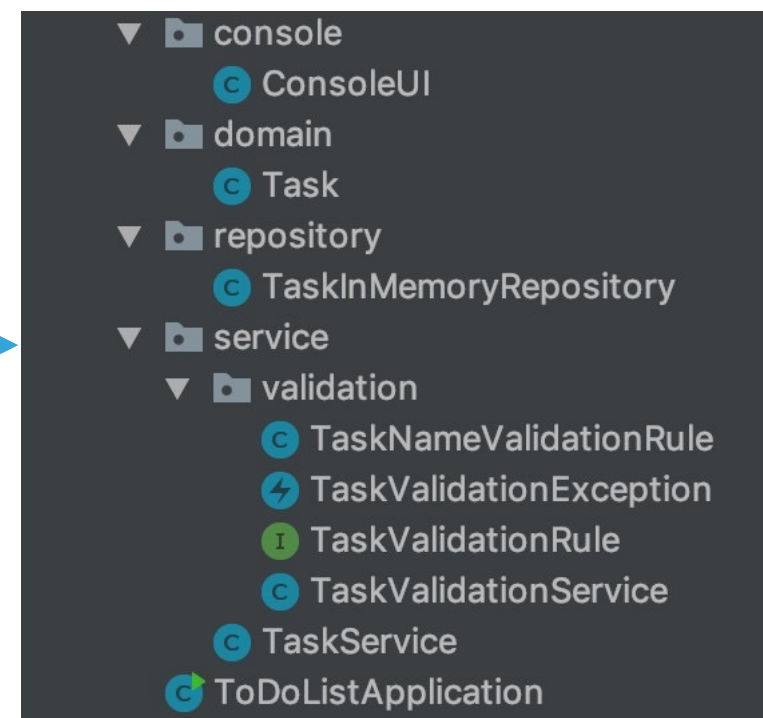 console
ConsoleUI
domain
Task
repository
TaskInMemoryRepository
service
validation
TaskNameValidationRule
TaskValidationException
TaskValidationRule
TaskValidationService
TaskService
ToDoListApplication